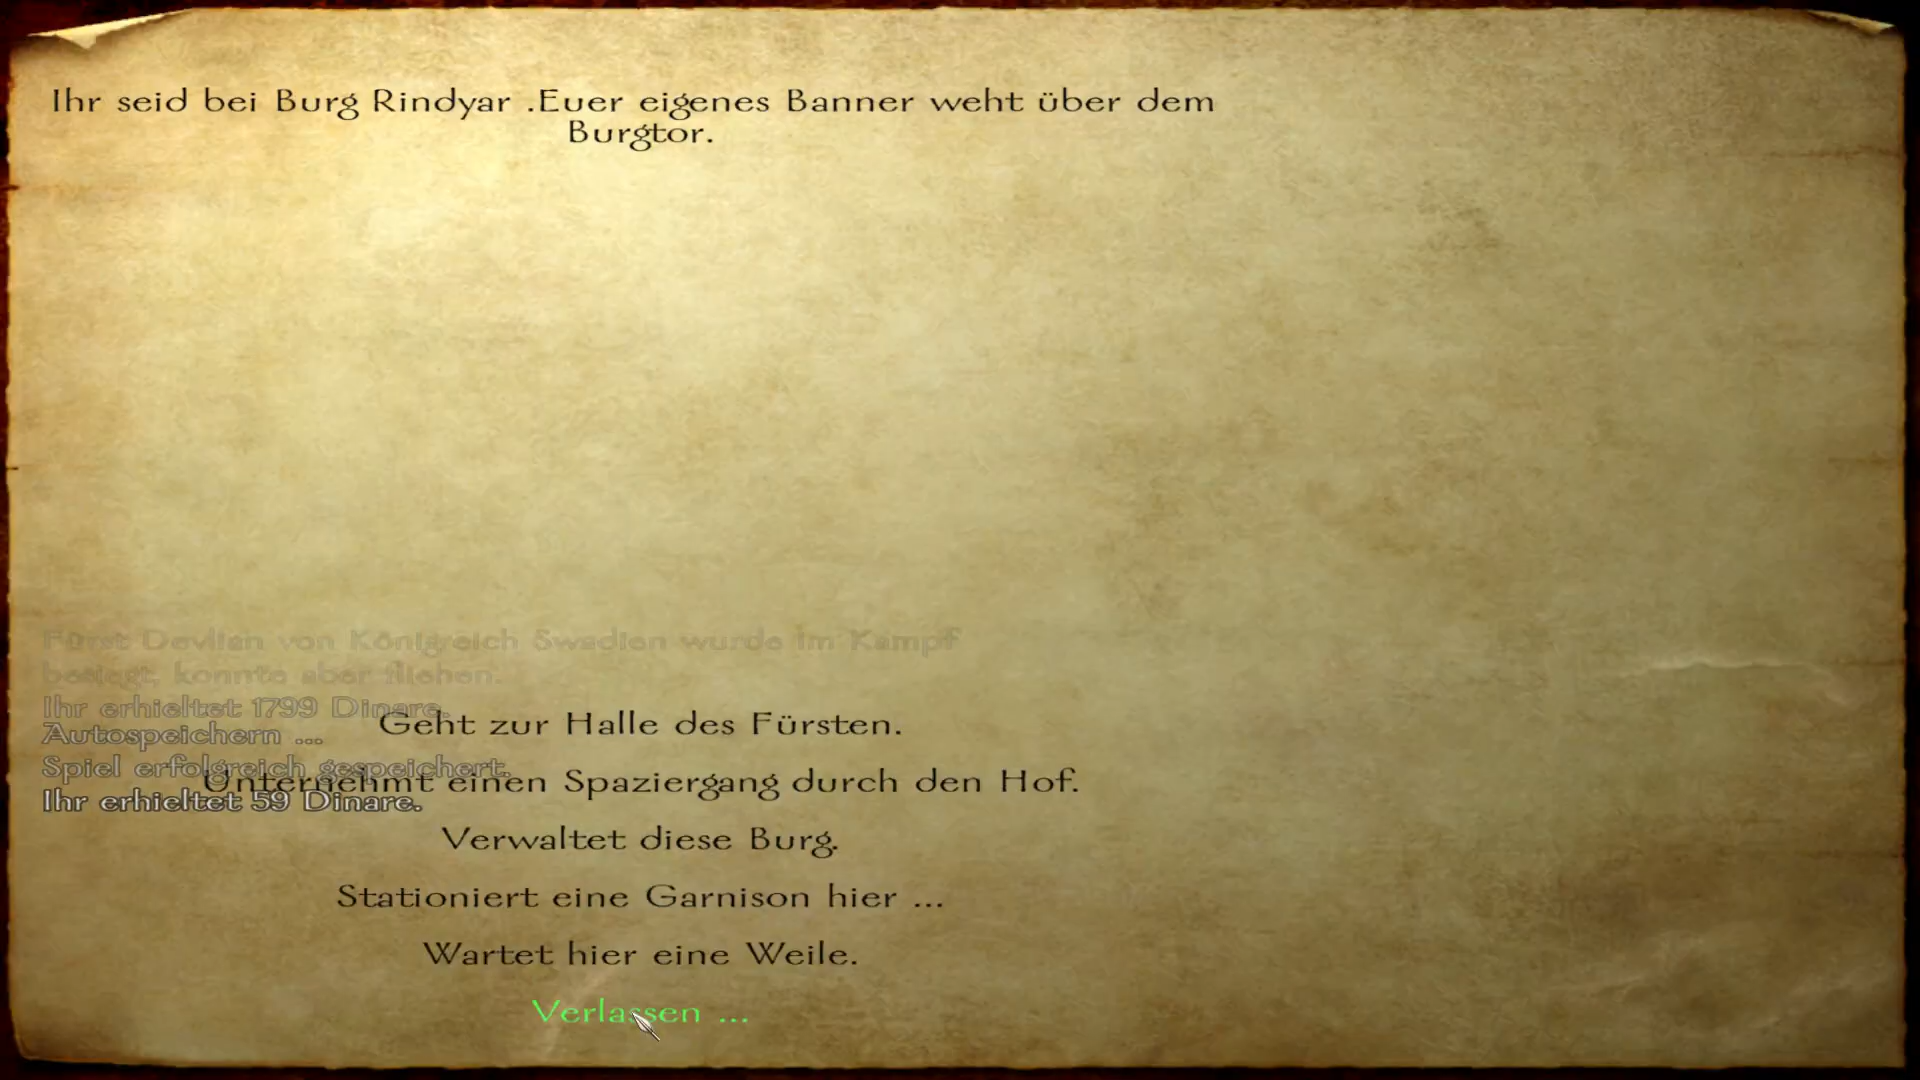 Ihr seid bei Burg Rindyar .Euer eigenes Banner weht über dem
Burgtor.
Fürst Devlian von Königreich Swadien wurde im Kampf
besiegt, konnte aber fliehen.
Ihr erhieltet 1799 Dinare.
Geht zur Halle des Fürsten.
Autospeichern ...
Spiel erfolgreich gespeichert.
Unternehmt einen Spaziergang durch den Hof.
Ihr erhieltet 59 Dinare.
Verwaltet diese Burg.
Stationiert eine Garnison hier ...
Wartet hier eine Weile.
Verlassen ...